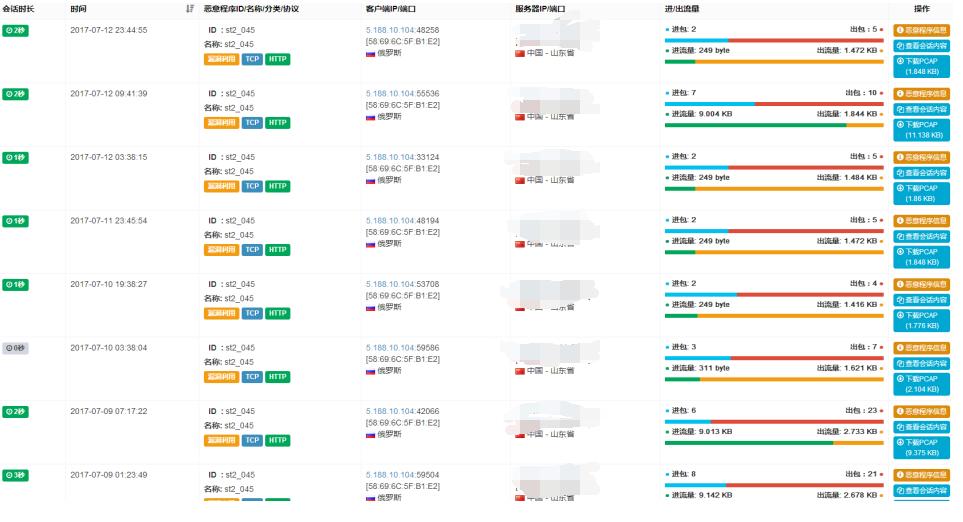 会话时长 时间 恶意程序ID/名称/分类/协议 客户端IP/端口 服务器IP/端口 进/出流量 操作
2秒 2017-07-12 23:44:55 ID : st2_045 5.188.10.104:48258 进包: 2 出包: 5 恶意程序信息
名称: st2_045 [58:69:6C:5F:B1:E2] 查看会话内容
漏洞利用 TCP HTTP 俄罗斯 中国 - 山东省 进流量: 249 byte 出流量: 1.472 KB 下载PCAP
(1.848 KB)
2秒 2017-07-12 09:41:39 ID : st2_045 5.188.10.104:55536 进包: 7 出包: 10 恶意程序信息
名称: st2_045 [58:69:6C:5F:B1:E2] 查看会话内容
漏洞利用 TCP HTTP 俄罗斯 中国 - 山东省 进流量: 9.004 KB 出流量: 1.844 KB 下载PCAP
(11.138 KB)
1秒 2017-07-12 03:38:15 ID : st2_045 5.188.10.104:33124 进包: 2 出包: 5 恶意程序信息
名称: st2_045 [58:69:6C:5F:B1:E2] 查看会话内容
漏洞利用 TCP HTTP 俄罗斯 中国 - 山东省 进流量: 249 byte 出流量: 1.484 KB 下载PCAP
(1.86 KB)
1秒 2017-07-11 23:45:54 ID : st2_045 5.188.10.104:48194 进包: 2 出包: 5 恶意程序信息
名称: st2_045 [58:69:6C:5F:B1:E2] 查看会话内容
漏洞利用 TCP HTTP 俄罗斯 中国 - 山东省 进流量: 249 byte 出流量: 1.472 KB 下载PCAP
(1.848 KB)
1秒 2017-07-10 19:38:27 ID : st2_045 5.188.10.104:53708 进包: 2 出包: 4 恶意程序信息
名称: st2_045 [58:69:6C:5F:B1:E2] 查看会话内容
漏洞利用 TCP HTTP 俄罗斯 中国 - 山东省 进流量: 249 byte 出流量: 1.416 KB 下载PCAP
(1.776 KB)
0秒 2017-07-10 03:38:04 ID : st2_045 5.188.10.104:59586 进包: 3 出包: 7 恶意程序信息
名称: st2_045 [58:69:6C:5F:B1:E2] 查看会话内容
漏洞利用 TCP HTTP 俄罗斯 中国 - 山东省 进流量: 311 byte 出流量: 1.621 KB 下载PCAP
(2.104 KB)
2秒 2017-07-09 07:17:22 ID : st2_045 5.188.10.104:42066 进包: 6 出包: 23 恶意程序信息
名称: st2_045 [58:69:6C:5F:B1:E2] 查看会话内容
漏洞利用 TCP HTTP 俄罗斯 中国 - 山东省 进流量: 9.013 KB 出流量: 2.733 KB 下载PCAP
(9.375 KB)
3秒 2017-07-09 01:23:49 ID : st2_045 5.188.10.104:59504 进包: 8 出包: 21 恶意程序信息
名称: st2_045 [58:69:6C:5F:B1:E2] 查看会话内容
俄罗斯 中国 - 山东省 进流量: 9.142 KB 出流量: 2.678 KB